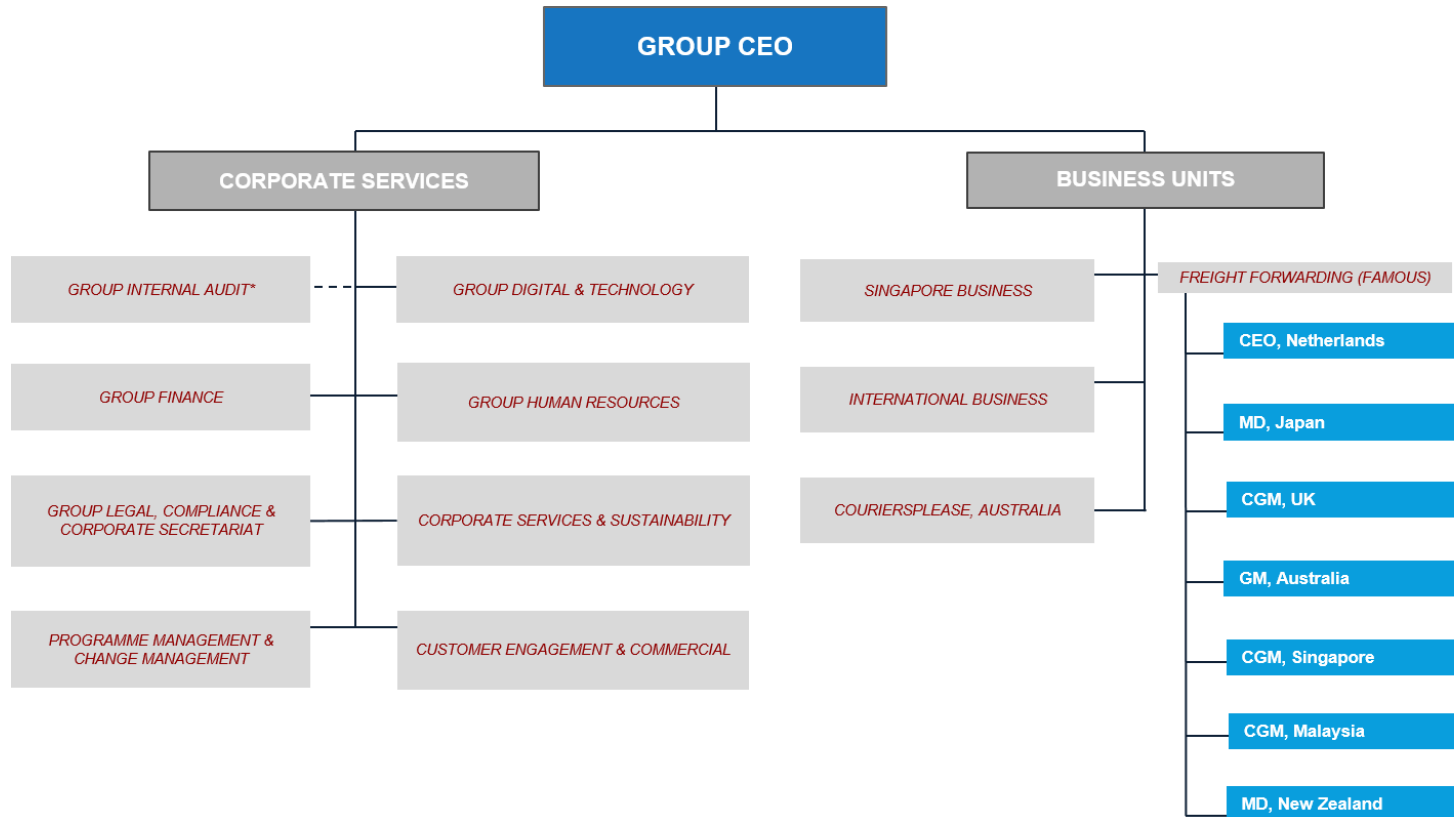 GROUP CEO
CORPORATE SERVICES
BUSINESS UNITS
GROUP INTERNAL AUDIT*
GROUP DIGITAL & TECHNOLOGY
GROUP FINANCE
GROUP HUMAN RESOURCES
GROUP LEGAL, COMPLIANCE &
CORPORATE SECRETARIAT
CORPORATE SERVICES & SUSTAINABILITY
PROGRAMME MANAGEMENT &
CHANGE MANAGEMENT
CUSTOMER ENGAGEMENT & COMMERCIAL
SINGAPORE BUSINESS
INTERNATIONAL BUSINESS
COURIERSPLEASE, AUSTRALIA
FREIGHT FORWARDING (FAMOUS)
CEO, Netherlands
MD, Japan
CGM, UK
GM, Australia
CGM, Singapore
CGM, Malaysia
MD, New Zealand